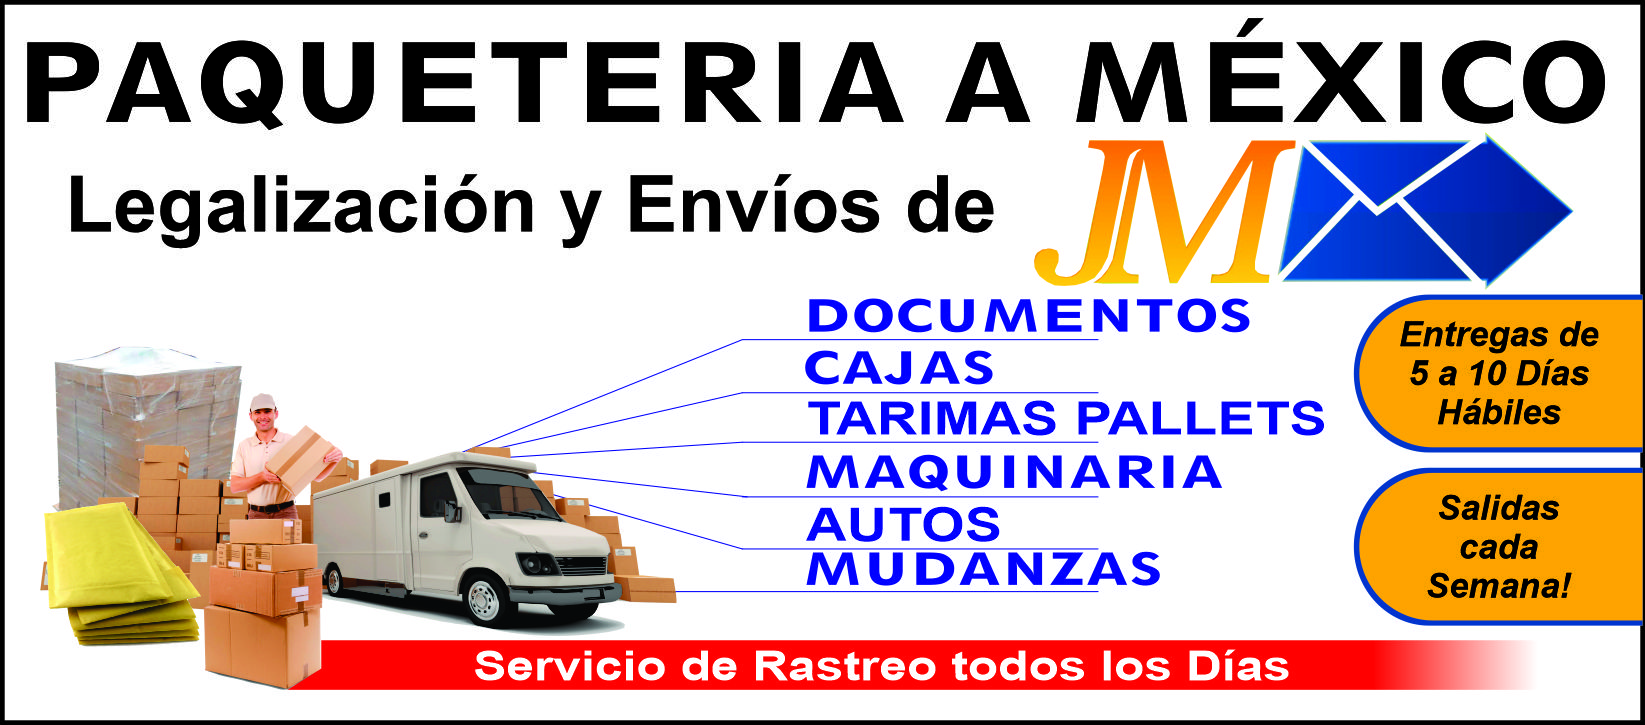 PAQUETERIA A MÉXICO
Legalización y Envíos de JM
DOCUMENTOS
CAJAS
TARIMAS PALLETS
MAQUINARIA
AUTOS
MUDANZAS
Entregas de
5 a 10 Días
Hábiles
Salidas
cada
Semana!
Servicio de Rastreo todos los Días